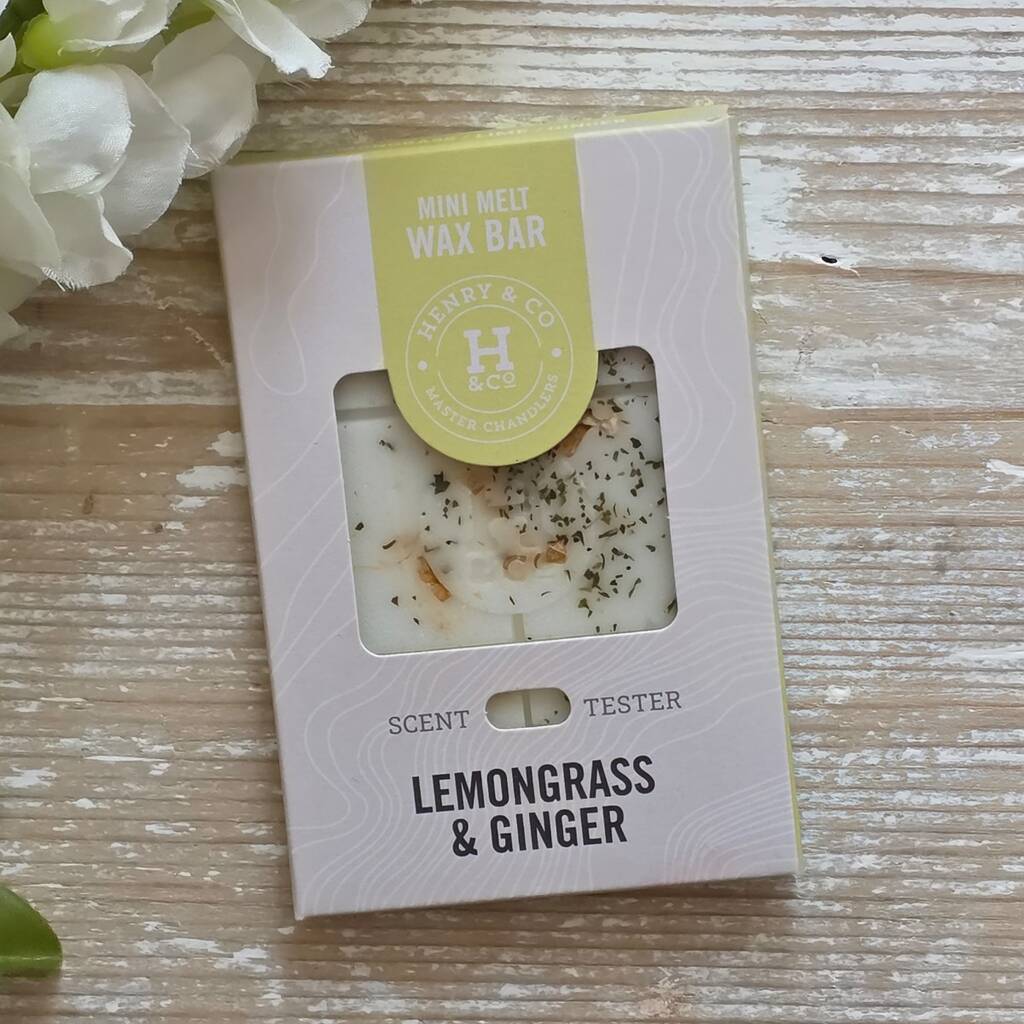 MINI MELT
WAX BAR
HENRY & CO
H
& CO
MASTER CHANDLERS
SCENT TESTER
LEMONGRASS
& GINGER